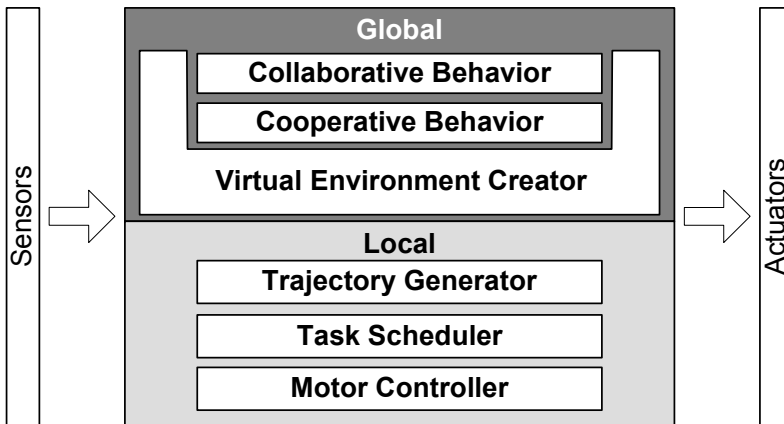 Sensors
Global
Collaborative Behavior
Cooperative Behavior
Virtual Environment Creator
Local
Trajectory Generator
Task Scheduler
Motor Controller
Actuators